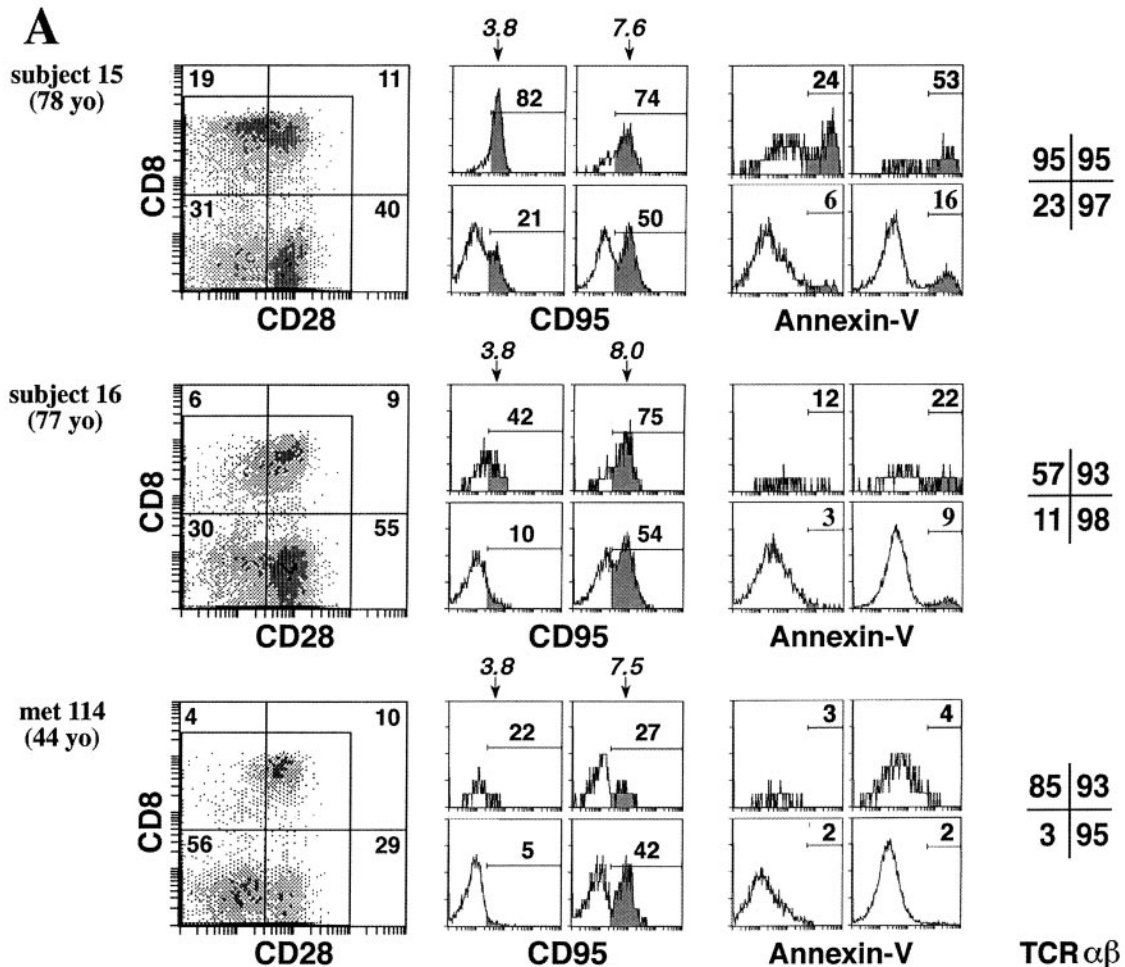 A
3.8 7.6
subject 15
(78 yo)
19 11
82 74
24 53
CD8
95 95
23 97
31 40
21 50
6 16
CD28 CD95 Annexin-V
3.8 8.0
subject 16
(77 yo)
6 9
42 75
12 22
CD8
57 93
11 98
30 55
10 54
3 9
CD28 CD95 Annexin-V
3.8 7.5
met 114
(44 yo)
4 10
22 27
3 4
CD8
85 93
3 95
56 29
5 42
2 2
CD28 CD95 Annexin-V
TCR αβ